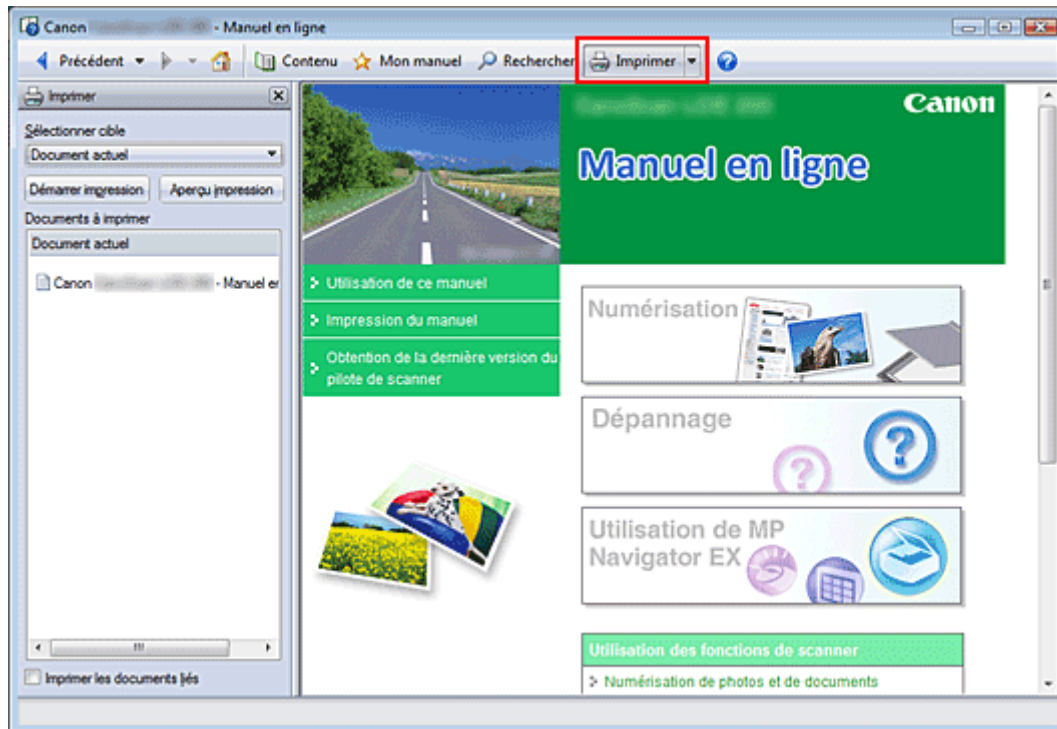 Canon - Manuel en ligne
Précédent Contenu Mon manuel Rechercher Imprimer
Imprimer
Sélectionner cible
Document actuel
Démarrer impression Aperçu impression
Documents à imprimer
Document actuel
Canon - Manuel er
Imprimer les documents liés
Canon
Manuel en ligne
Utilisation de ce manuel
Impression du manuel
Obtention de la dernière version du
pilote de scanner
Numérisation
Dépannage
Utilisation de MP
Navigator EX
Utilisation des fonctions de scanner
Numérisation de photos et de documents